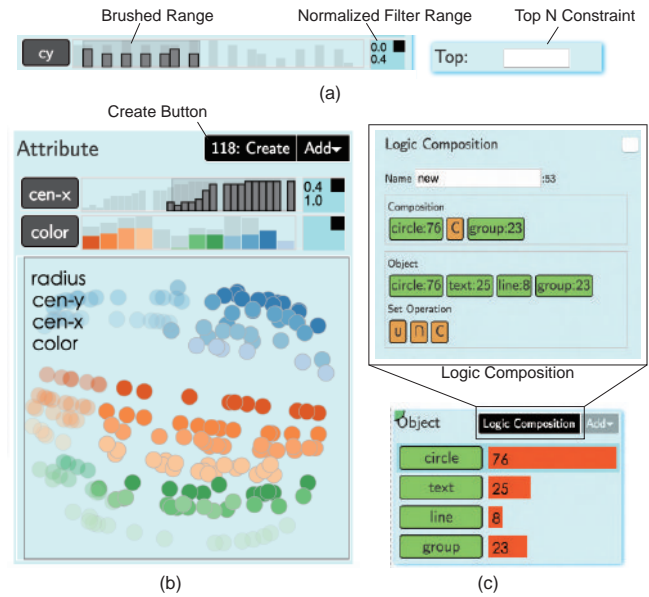 Brushed Range
Normalized Filter Range
Top N Constraint
cy
0.0
0.4
Top:
(a)
Create Button
Attribute
118: Create
Add
cen-x
0.4
1.0
color
radius
cen-y
cen-x
color
(b)
Logic Composition
Name new :53
Composition
circle:76 C group:23
Object
circle:76 text:25 line:8 group:23
Set Operation
∪ ∩ C
Logic Composition
Object
Logic Composition
Add
circle 76
text 25
line 8
group 23
(c)